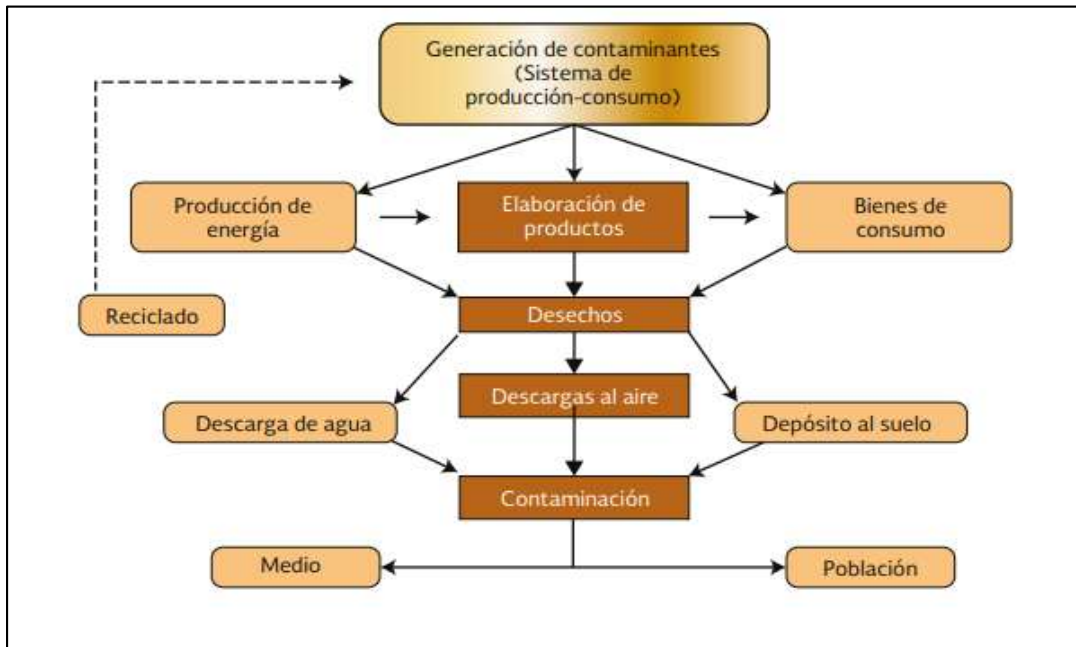 Generación de contaminantes
(Sistema de
producción-consumo)
Producción de
energía
Elaboración de
productos
Bienes de
consumo
Reciclado
Desechos
Descargas al aire
Descarga de agua
Depósito al suelo
Contaminación
Medio
Población